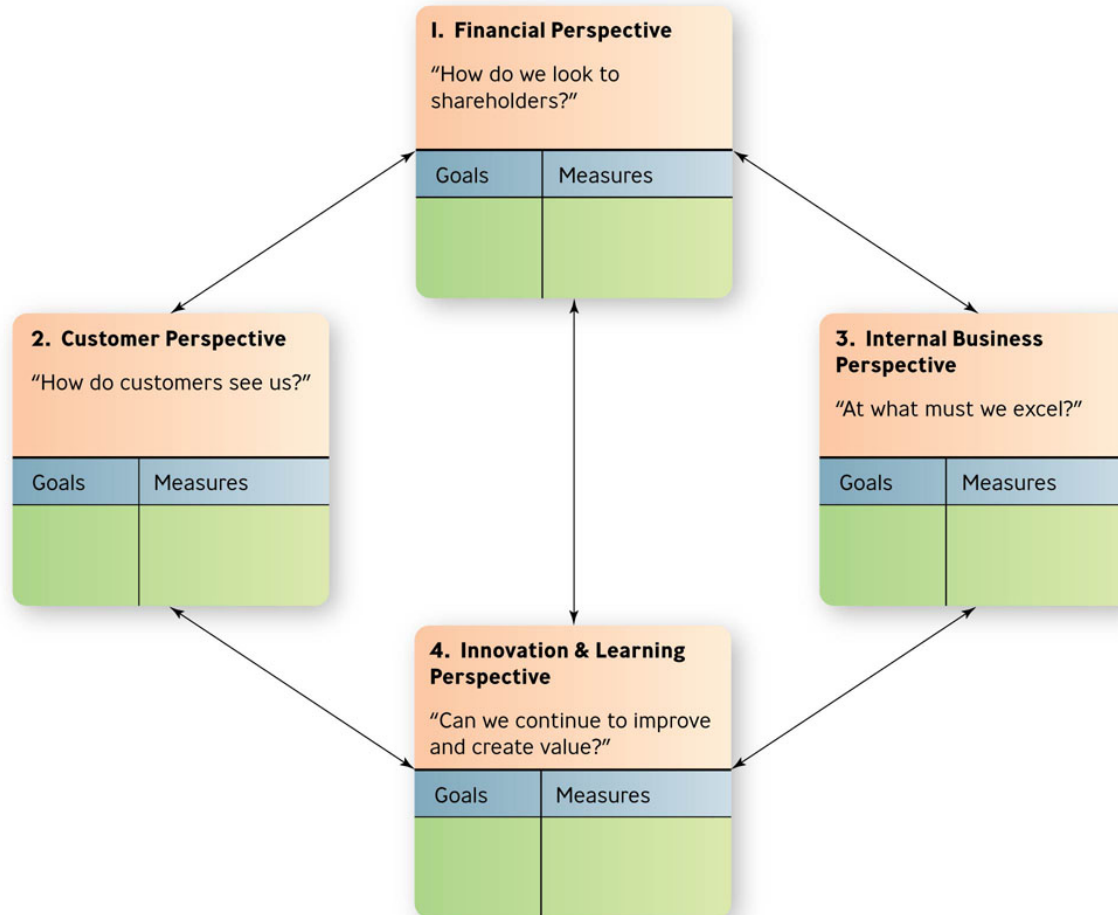 1. Financial Perspective
“How do we look to
shareholders?”
Goals
Measures
2. Customer Perspective
“How do customers see us?”
Goals
Measures
3. Internal Business
Perspective
“At what must we excel?”
Goals
Measures
4. Innovation & Learning
Perspective
“Can we continue to improve
and create value?”
Goals
Measures